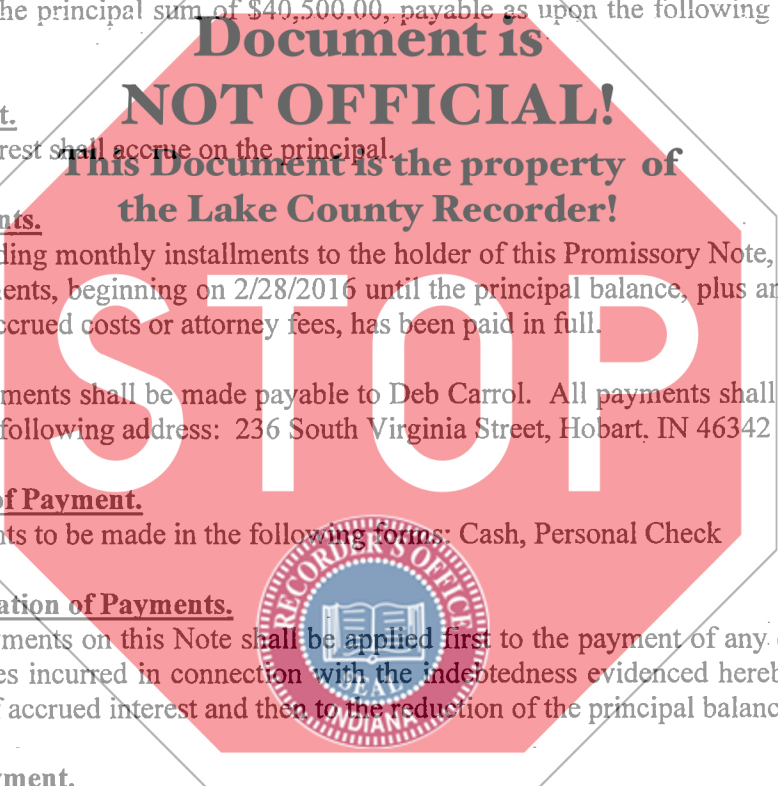 he principal sum of $40,500.00, payable as upon the following
Document is
NOT OFFICIAL!
t.
rest shall accrue on the principal.
This Document is the property of
the Lake County Recorder!
nts.
ding monthly installments to the holder of this Promissory Note,
ents, beginning on 2/28/2016 until the principal balance, plus an
ccrued costs or attorney fees, has been paid in full.
STOP
ments shall be made payable to Deb Carrol. All payments shall
following address: 236 South Virginia Street, Hobart, IN 46342
of Payment.
nts to be made in the following forms: Cash, Personal Check
RECORDER'S OFFICE
SEAL
INDIANA
ation of Payments.
yments on this Note shall be applied first to the payment of any
es incurred in connection with the indebtedness evidenced hereb
f accrued interest and then to the reduction of the principal balanc
yment.